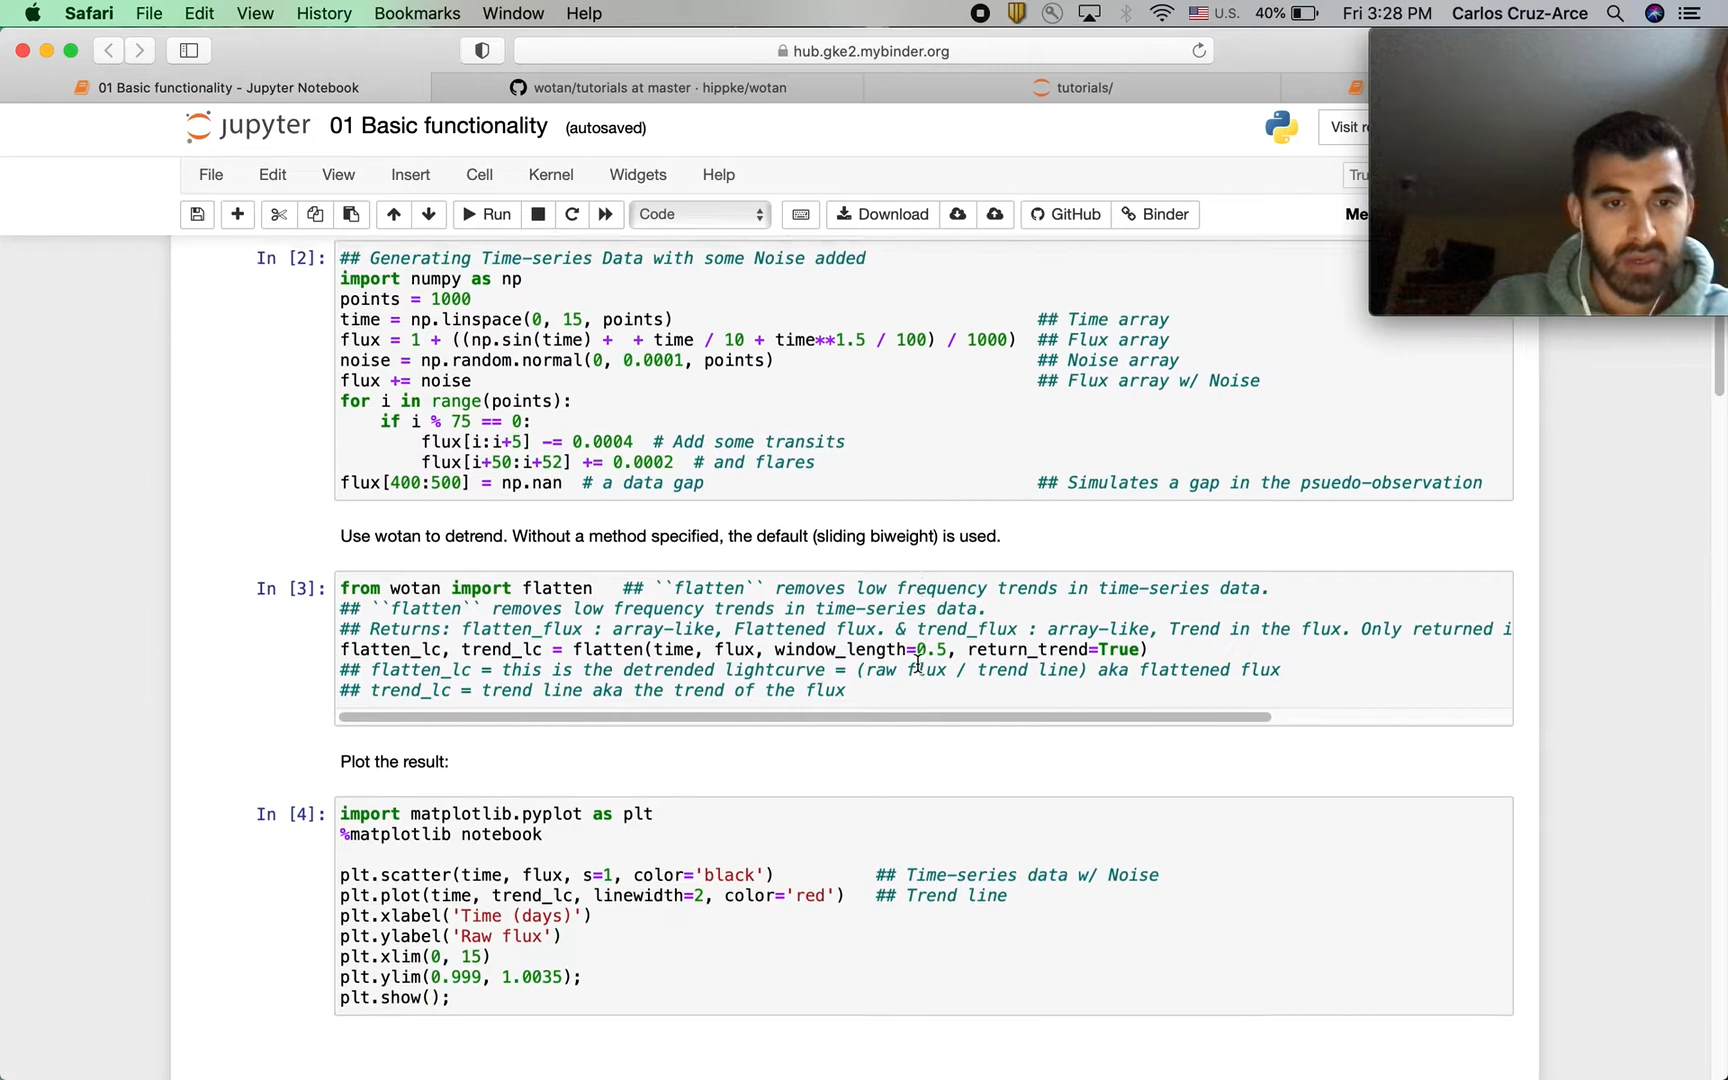 Safari File Edit View History Bookmarks Window Help U.S. 40% Fri 3:28 PM Carlos Cruz-Arce
hub.gke2.mybinder.org
01 Basic functionality - Jupyter Notebook wotan/tutorials at master · hippke/wotan tutorials/
jupyter 01 Basic functionality (autosaved) Visit r
File Edit View Insert Cell Kernel Widgets Help Tru
Run Code Download GitHub Binder Me
In [2]: ## Generating Time-series Data with some Noise added
import numpy as np
points = 1000
time = np.linspace(0, 15, points) ## Time array
flux = 1 + ((np.sin(time) + + time / 10 + time**1.5 / 100) / 1000) ## Flux array
noise = np.random.normal(0, 0.0001, points) ## Noise array
flux += noise ## Flux array w/ Noise
for i in range(points):
if i % 75 == 0:
flux[i:i+5] -= 0.0004 # Add some transits
flux[i+50:i+52] += 0.0002 # and flares
flux[400:500] = np.nan # a data gap ## Simulates a gap in the psuedo-observation
Use wotan to detrend. Without a method specified, the default (sliding biweight) is used.
In [3]: from wotan import flatten ## ``flatten`` removes low frequency trends in time-series data.
## ``flatten`` removes low frequency trends in time-series data.
## Returns: flatten_flux : array-like, Flattened flux. & trend_flux : array-like, Trend in the flux. Only returned i
flatten_lc, trend_lc = flatten(time, flux, window_length=0.5, return_trend=True)
## flatten_lc = this is the detrended lightcurve = (raw flux / trend line) aka flattened flux
## trend_lc = trend line aka the trend of the flux
Plot the result:
In [4]: import matplotlib.pyplot as plt
%matplotlib notebook
plt.scatter(time, flux, s=1, color='black') ## Time-series data w/ Noise
plt.plot(time, trend_lc, linewidth=2, color='red') ## Trend line
plt.xlabel('Time (days)')
plt.ylabel('Raw flux')
plt.xlim(0, 15)
plt.ylim(0.999, 1.0035);
plt.show();